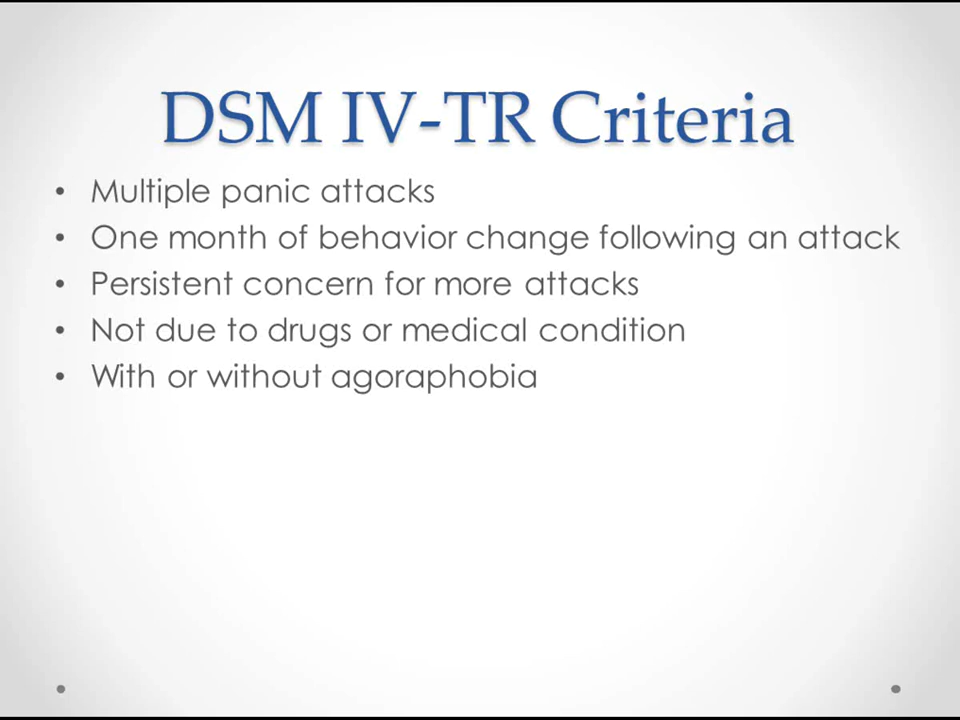 DSM IV-TR Criteria
• Multiple panic attacks
• One month of behavior change following an attack
• Persistent concern for more attacks
• Not due to drugs or medical condition
• With or without agoraphobia